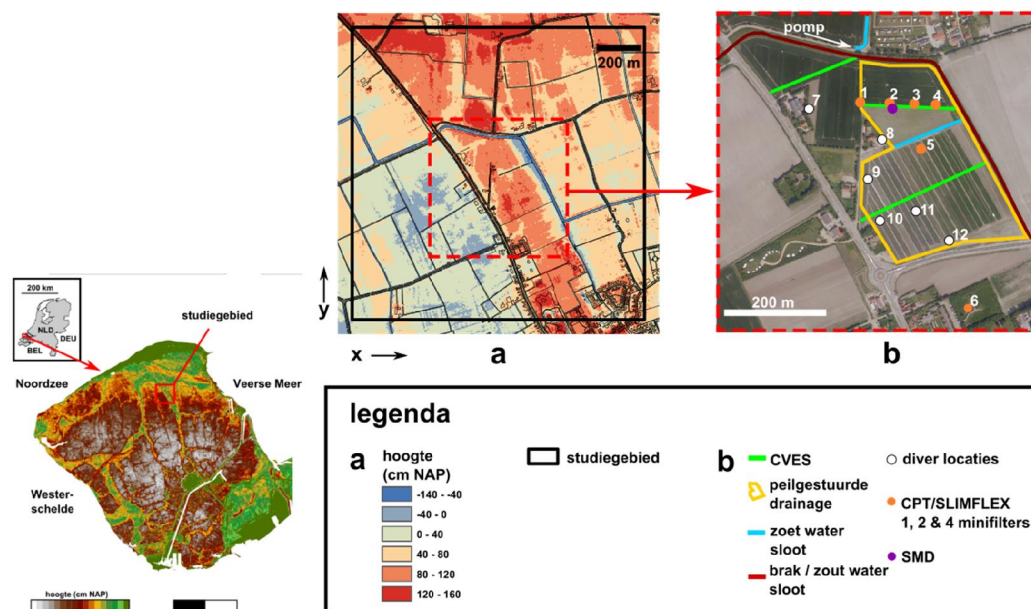 200 m
a
x
y
pomp
1
2
3
4
5
6
7
8
9
10
11
12
200 m
b
200 km
NLD
DEU
BEL
studiegebied
Noordzee
Veerse Meer
Wester-
schelde
hoogte (cm NAP)
legenda
a
hoogte
(cm NAP)
-140 - -40
-40 - 0
0 - 40
40 - 80
80 - 120
120 - 160
studiegebied
b
CVES
peilgestuurde
drainage
zoet water
sloot
brak / zout water
sloot
diver locaties
CPT/SLIMFLEX
1, 2 & 4 minifilters
SMD